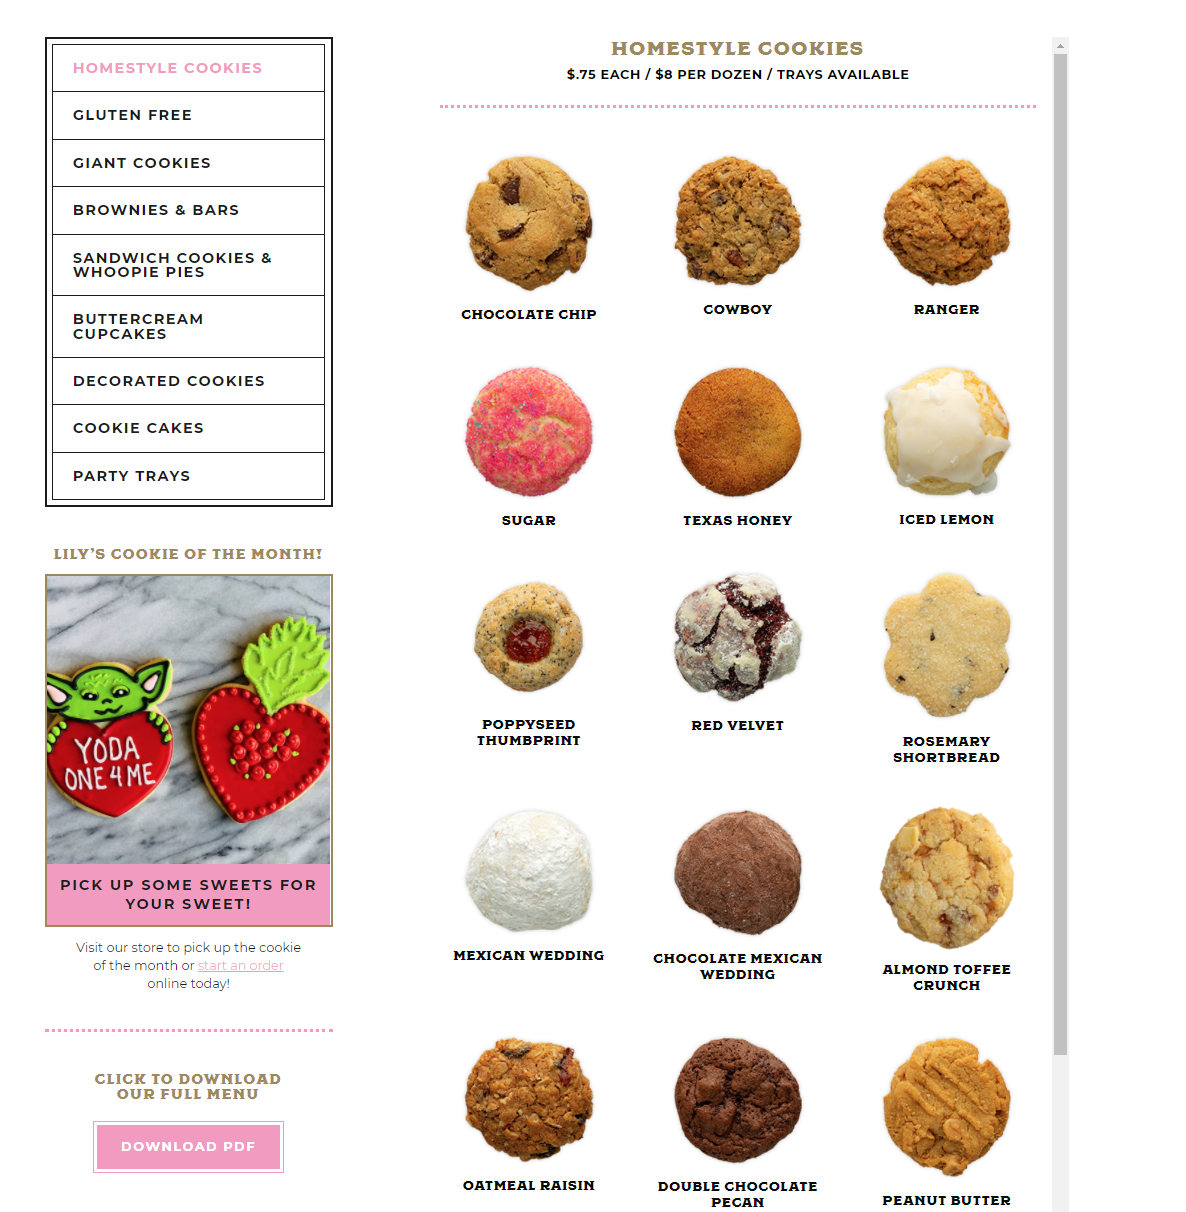 HOMESTYLE COOKIES
GLUTEN FREE
GIANT COOKIES
BROWNIES & BARS
SANDWICH COOKIES &
WHOOPIE PIES
BUTTERCREAM
CUPCAKES
DECORATED COOKIES
COOKIE CAKES
PARTY TRAYS
LILY'S COOKIE OF THE MONTH!
YODA
ONE 4 ME
PICK UP SOME SWEETS FOR
YOUR SWEET!
Visit our store to pick up the cookie
of the month or start an order
online today!
CLICK TO DOWNLOAD
OUR FULL MENU
DOWNLOAD PDF
HOMESTYLE COOKIES
$.75 EACH / $8 PER DOZEN / TRAYS AVAILABLE
CHOCOLATE CHIP
COWBOY
RANGER
SUGAR
TEXAS HONEY
ICED LEMON
POPPYSEED
THUMBPRINT
RED VELVET
ROSEMARY
SHORTBREAD
MEXICAN WEDDING
CHOCOLATE MEXICAN
WEDDING
ALMOND TOFFEE
CRUNCH
OATMEAL RAISIN
DOUBLE CHOCOLATE
PECAN
PEANUT BUTTER